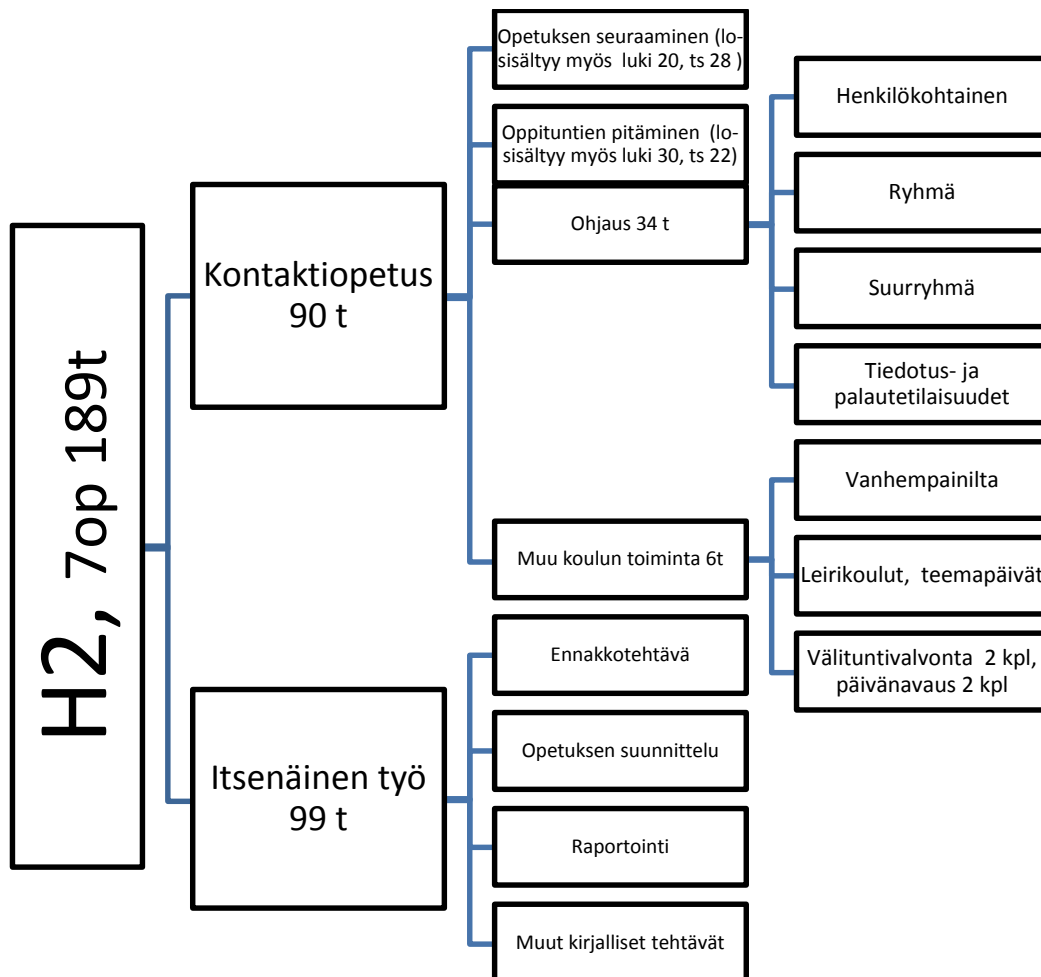 H2, 7op 189t
Kontaktiopetus
90 t
Opetuksen seuraaminen (lo-
sisältyy myös luki 20, ts 28 )
Oppituntien pitäminen (lo-
sisältyy myös luki 30, ts 22)
Ohjaus 34 t
Henkilökohtainen
Ryhmä
Suurryhmä
Tiedotus- ja
palautetilaisuudet
Muu koulun toiminta 6t
Vanhempainilta
Leirikoulut, teemapäivät
Välituntivalvonta 2 kpl,
päivänavaus 2 kpl
Itsenäinen työ
99 t
Ennakkotehtävä
Opetuksen suunnittelu
Raportointi
Muut kirjalliset tehtävät